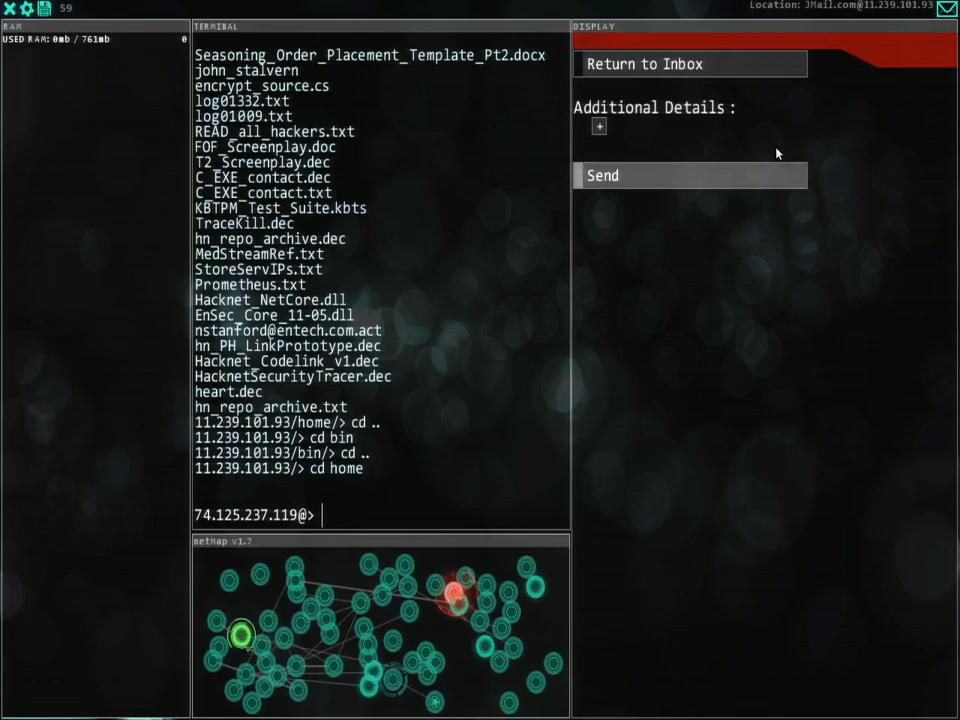 59
Location: JMail.com@11.239.101.93
RAM
USED RAM: 0mb / 761mb
0
TERMINAL
Seasoning_Order_Placement_Template_Pt2.docx
john_stalvern
encrypt_source.cs
log01332.txt
log01009.txt
READ_all_hackers.txt
FOF_Screenplay.doc
T2_Screenplay.dec
C_EXE_contact.dec
C_EXE_contact.txt
KBTPM_Test_Suite.kbts
TraceKill.dec
hn_repo_archive.dec
MedStreamRef.txt
StoreServIPs.txt
Prometheus.txt
Hacknet_NetCore.dll
EnSec_Core_11-05.dll
nstanford@entech.com.act
hn_PH_LinkPrototype.dec
Hacknet_Codelink_v1.dec
HacknetSecurityTracer.dec
heart.dec
hn_repo_archive.txt
11.239.101.93/home/> cd ..
11.239.101.93/> cd bin
11.239.101.93/bin/> cd ..
11.239.101.93/> cd home
74.125.237.119@>
netMap v1.7
DISPLAY
Return to Inbox
Additional Details :
+
Send